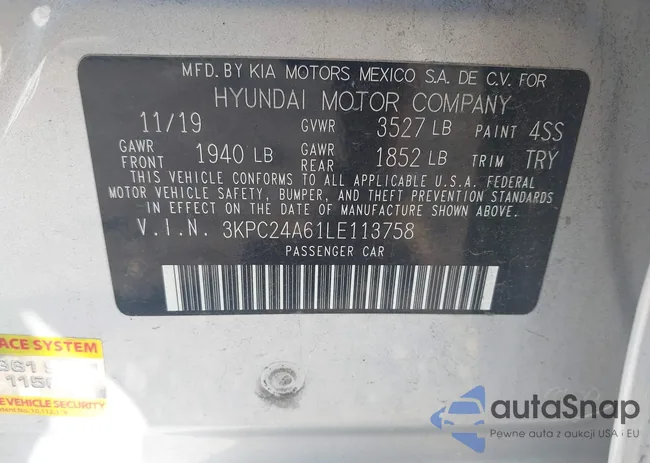 MFD. BY KIA MOTORS MEXICO S.A. DE C.V. FOR
HYUNDAI MOTOR COMPANY
11/19 GVWR 3527 LB PAINT 4SS
GAWR FRONT 1940 LB GAWR REAR 1852 LB TRIM TRY
THIS VEHICLE CONFORMS TO ALL APPLICABLE U.S.A. FEDERAL
MOTOR VEHICLE SAFETY, BUMPER, AND THEFT PREVENTION STANDARDS
IN EFFECT ON THE DATE OF MANUFACTURE SHOWN ABOVE.
V.I.N. 3KPC24A61LE113758
PASSENGER CAR
ACE SYSTEM
EVEHICLE SECURITY
autaSnap
Pewne auta z aukcji USA i EU